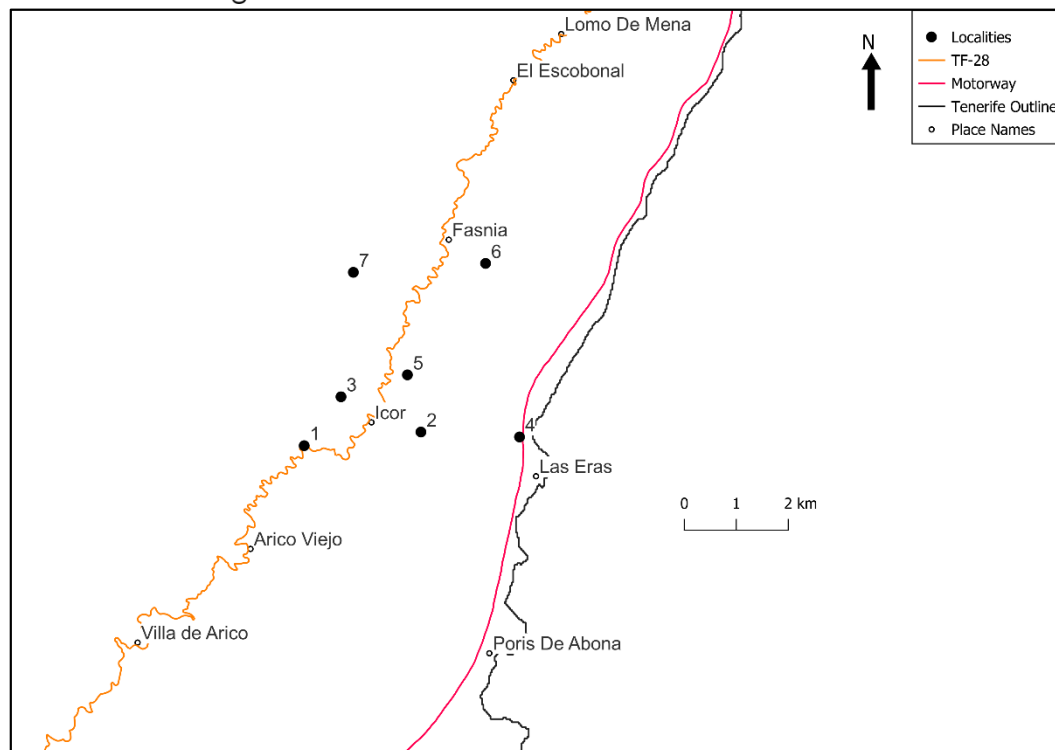 Lomo De Mena
N
Localities
TF-28
Motorway
Tenerife Outline
Place Names
El Escobonal
Fasnia
6
7
5
3
Icor
2
1
4
Las Eras
0 1 2 km
Arico Viejo
Villa de Arico
Poris De Abona